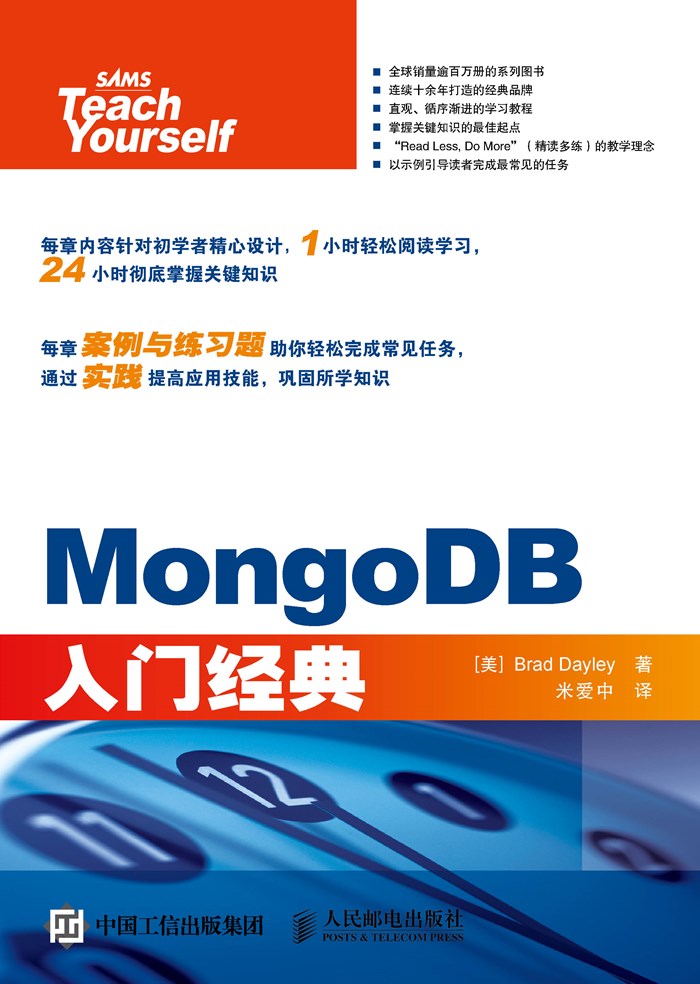 SAMS
Teach
Yourself
■ 全球销量逾百万册的系列图书
■ 连续十余年打造的经典品牌
■ 直观、循序渐进的学习教程
■ 掌握关键知识的最佳起点
■ “Read Less, Do More”（精读多练）的教学理念
■ 以示例引导读者完成最常见的任务
每章内容针对初学者精心设计，1小时轻松阅读学习，
24小时彻底掌握关键知识
每章案例与练习题助你轻松完成常见任务，
通过实践提高应用技能，巩固所学知识
MongoDB
入门经典
[美] Brad Dayley 著
米爱中 译
11
12
1
2
中国工信出版集团
人民邮电出版社
POSTS & TELECOM PRESS